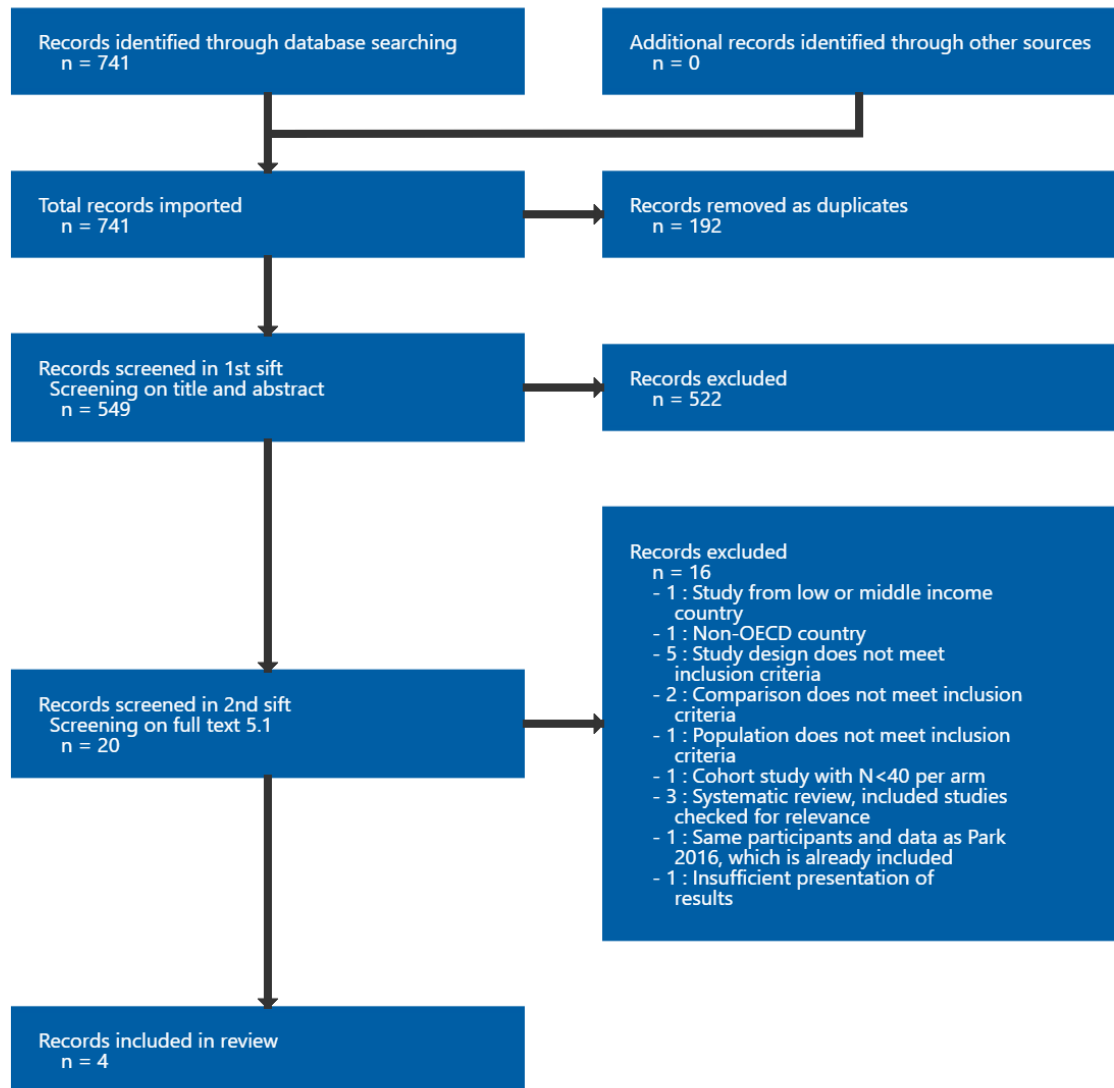 Records identified through database searching
n = 741
Additional records identified through other sources
n = 0
Total records imported
n = 741
Records removed as duplicates
n = 192
Records screened in 1st sift
Screening on title and abstract
n = 549
Records excluded
n = 522
Records screened in 2nd sift
Screening on full text 5.1
n = 20
Records excluded
n = 16
- 1 : Study from low or middle income
country
- 1 : Non-OECD country
- 5 : Study design does not meet
inclusion criteria
- 2 : Comparison does not meet inclusion
criteria
- 1 : Population does not meet inclusion
criteria
- 1 : Cohort study with N<40 per arm
- 3 : Systematic review, included studies
checked for relevance
- 1 : Same participants and data as Park
2016, which is already included
- 1 : Insufficient presentation of
results
Records included in review
n = 4